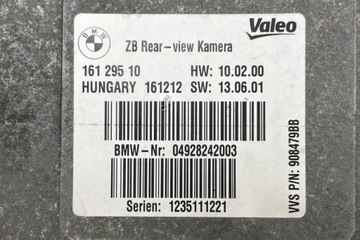 BMW
Valeo
ZB Rear-view Kamera
161 295 10 HW: 10.02.00
HUNGARY 161212 SW: 13.06.01
BMW-Nr: 04928242003
Serien: 1235111221
VVS P/N: 908479BB